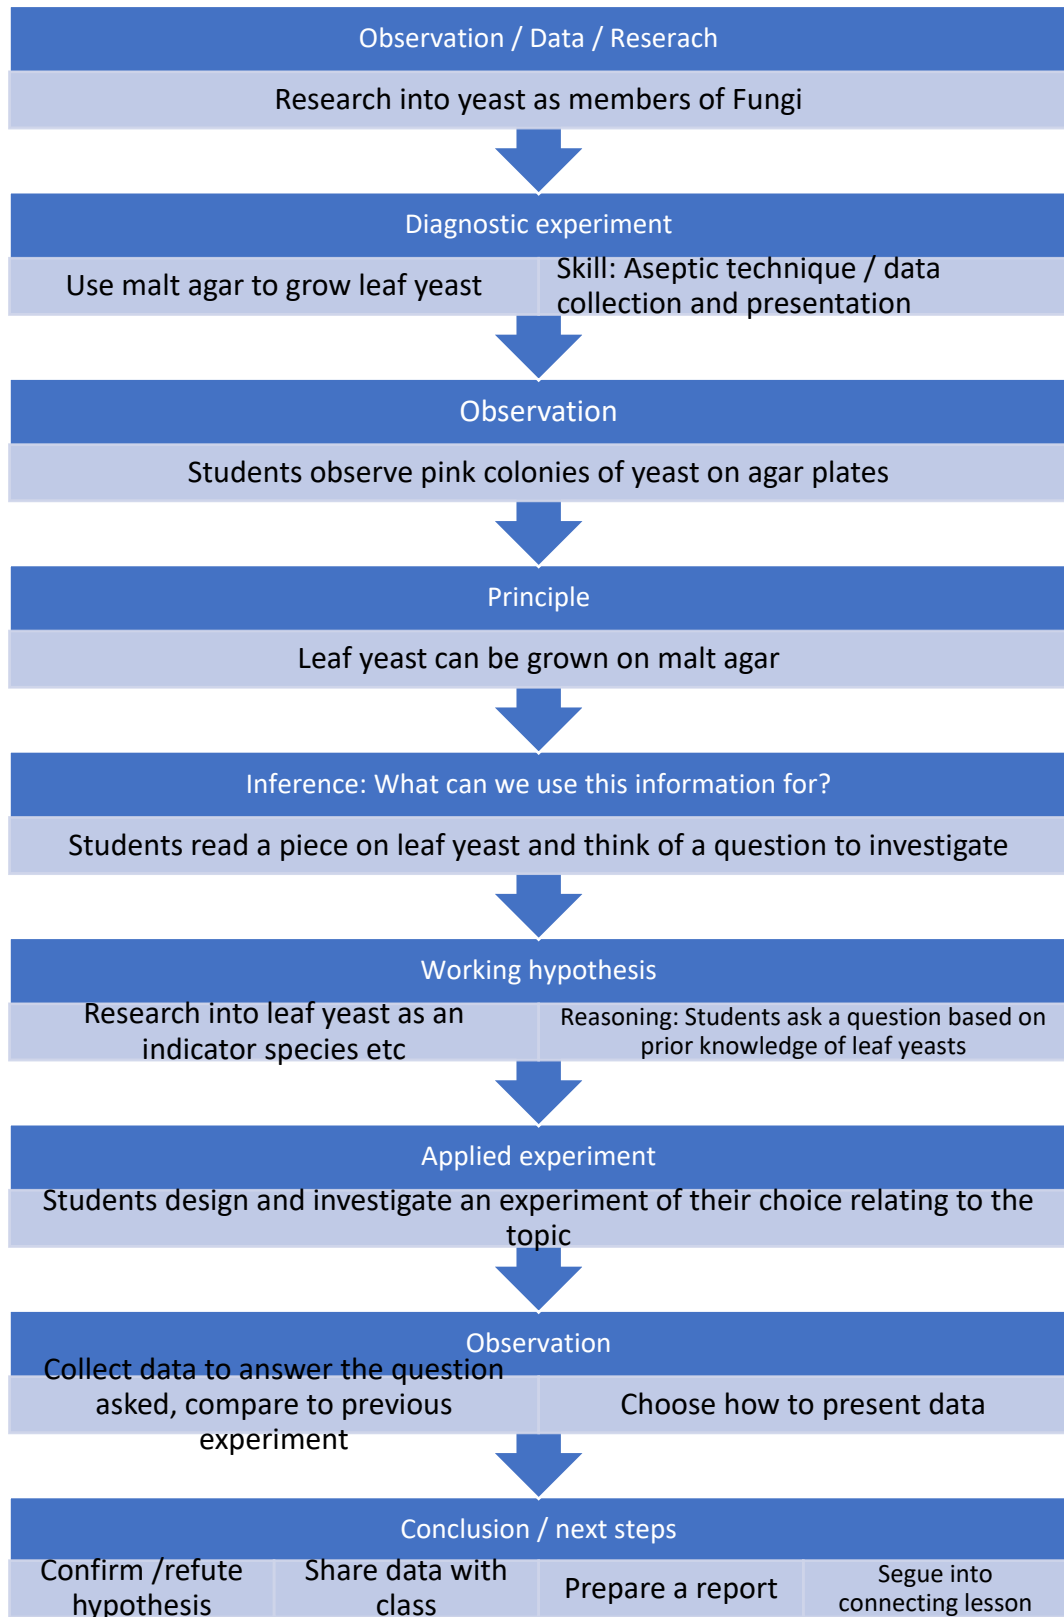 Observation / Data / Reserach
Research into yeast as members of Fungi
Diagnostic experiment
Use malt agar to grow leaf yeast
Skill: Aseptic technique / data
collection and presentation
Observation
Students observe pink colonies of yeast on agar plates
Principle
Leaf yeast can be grown on malt agar
Inference: What can we use this information for?
Students read a piece on leaf yeast and think of a question to investigate
Working hypothesis
Research into leaf yeast as an
indicator species etc
Reasoning: Students ask a question based on
prior knowledge of leaf yeasts
Applied experiment
Students design and investigate an experiment of their choice relating to the
topic
Observation
Collect data to answer the question
asked, compare to previous
experiment
Choose how to present data
Conclusion / next steps
Confirm /refute
hypothesis
Share data with
class
Prepare a report
Segue into
connecting lesson